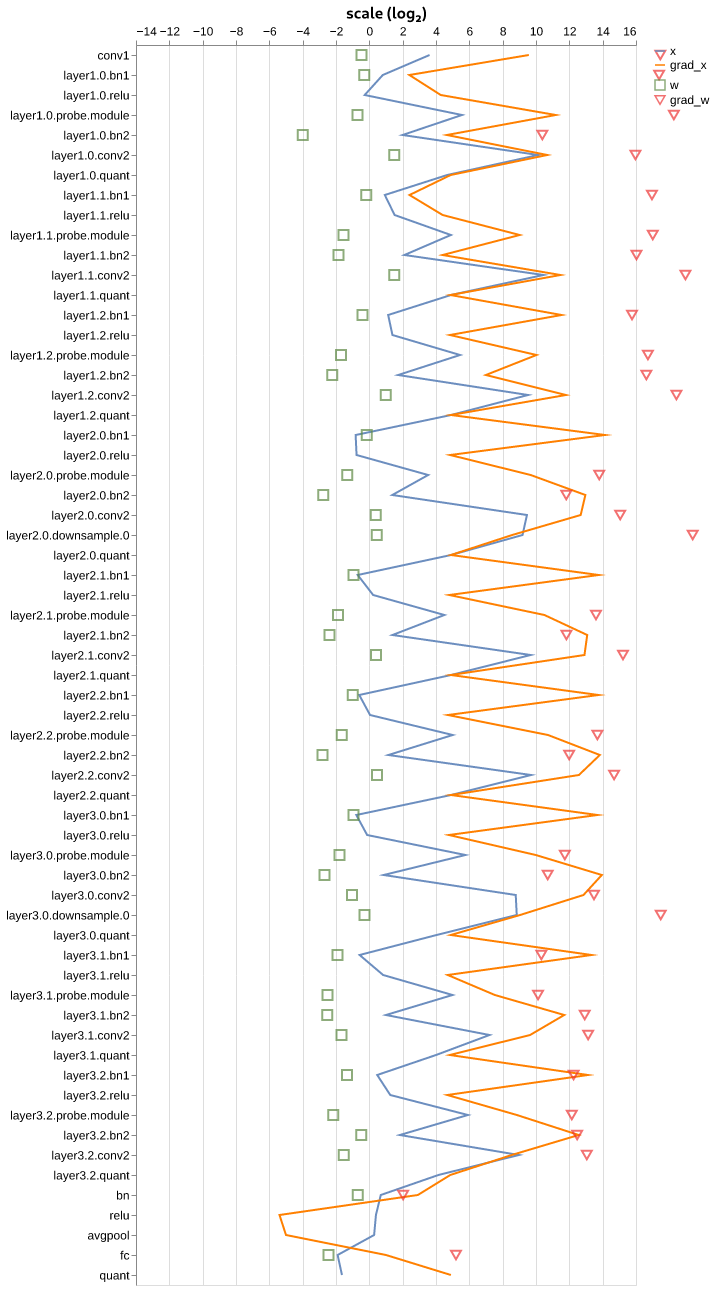 scale (log₂)
−14 −12 −10 −8 −6 −4 −2 0 2 4 6 8 10 12 14 16
x
grad_x
w
grad_w
conv1
layer1.0.bn1
layer1.0.relu
layer1.0.probe.module
layer1.0.bn2
layer1.0.conv2
layer1.0.quant
layer1.1.bn1
layer1.1.relu
layer1.1.probe.module
layer1.1.bn2
layer1.1.conv2
layer1.1.quant
layer1.2.bn1
layer1.2.relu
layer1.2.probe.module
layer1.2.bn2
layer1.2.conv2
layer1.2.quant
layer2.0.bn1
layer2.0.relu
layer2.0.probe.module
layer2.0.bn2
layer2.0.conv2
layer2.0.downsample.0
layer2.0.quant
layer2.1.bn1
layer2.1.relu
layer2.1.probe.module
layer2.1.bn2
layer2.1.conv2
layer2.1.quant
layer2.2.bn1
layer2.2.relu
layer2.2.probe.module
layer2.2.bn2
layer2.2.conv2
layer2.2.quant
layer3.0.bn1
layer3.0.relu
layer3.0.probe.module
layer3.0.bn2
layer3.0.conv2
layer3.0.downsample.0
layer3.0.quant
layer3.1.bn1
layer3.1.relu
layer3.1.probe.module
layer3.1.bn2
layer3.1.conv2
layer3.1.quant
layer3.2.bn1
layer3.2.relu
layer3.2.probe.module
layer3.2.bn2
layer3.2.conv2
layer3.2.quant
bn
relu
avgpool
fc
quant